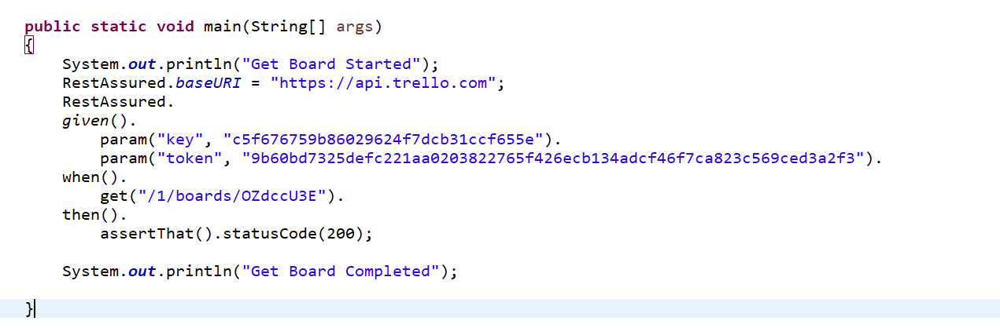 public static void main(String[] args)
{
System.out.println("Get Board Started");
RestAssured.baseURI = "https://api.trello.com";
RestAssured.
given().
param("key", "c5f676759b86029624f7dcb31ccf655e").
param("token", "9b60bd7325defc221aa0203822765f426ecb134adcf46f7ca823c569ced3a2f3").
when().
get("/1/boards/OZdccU3E").
then().
assertThat().statusCode(200);
System.out.println("Get Board Completed");
}